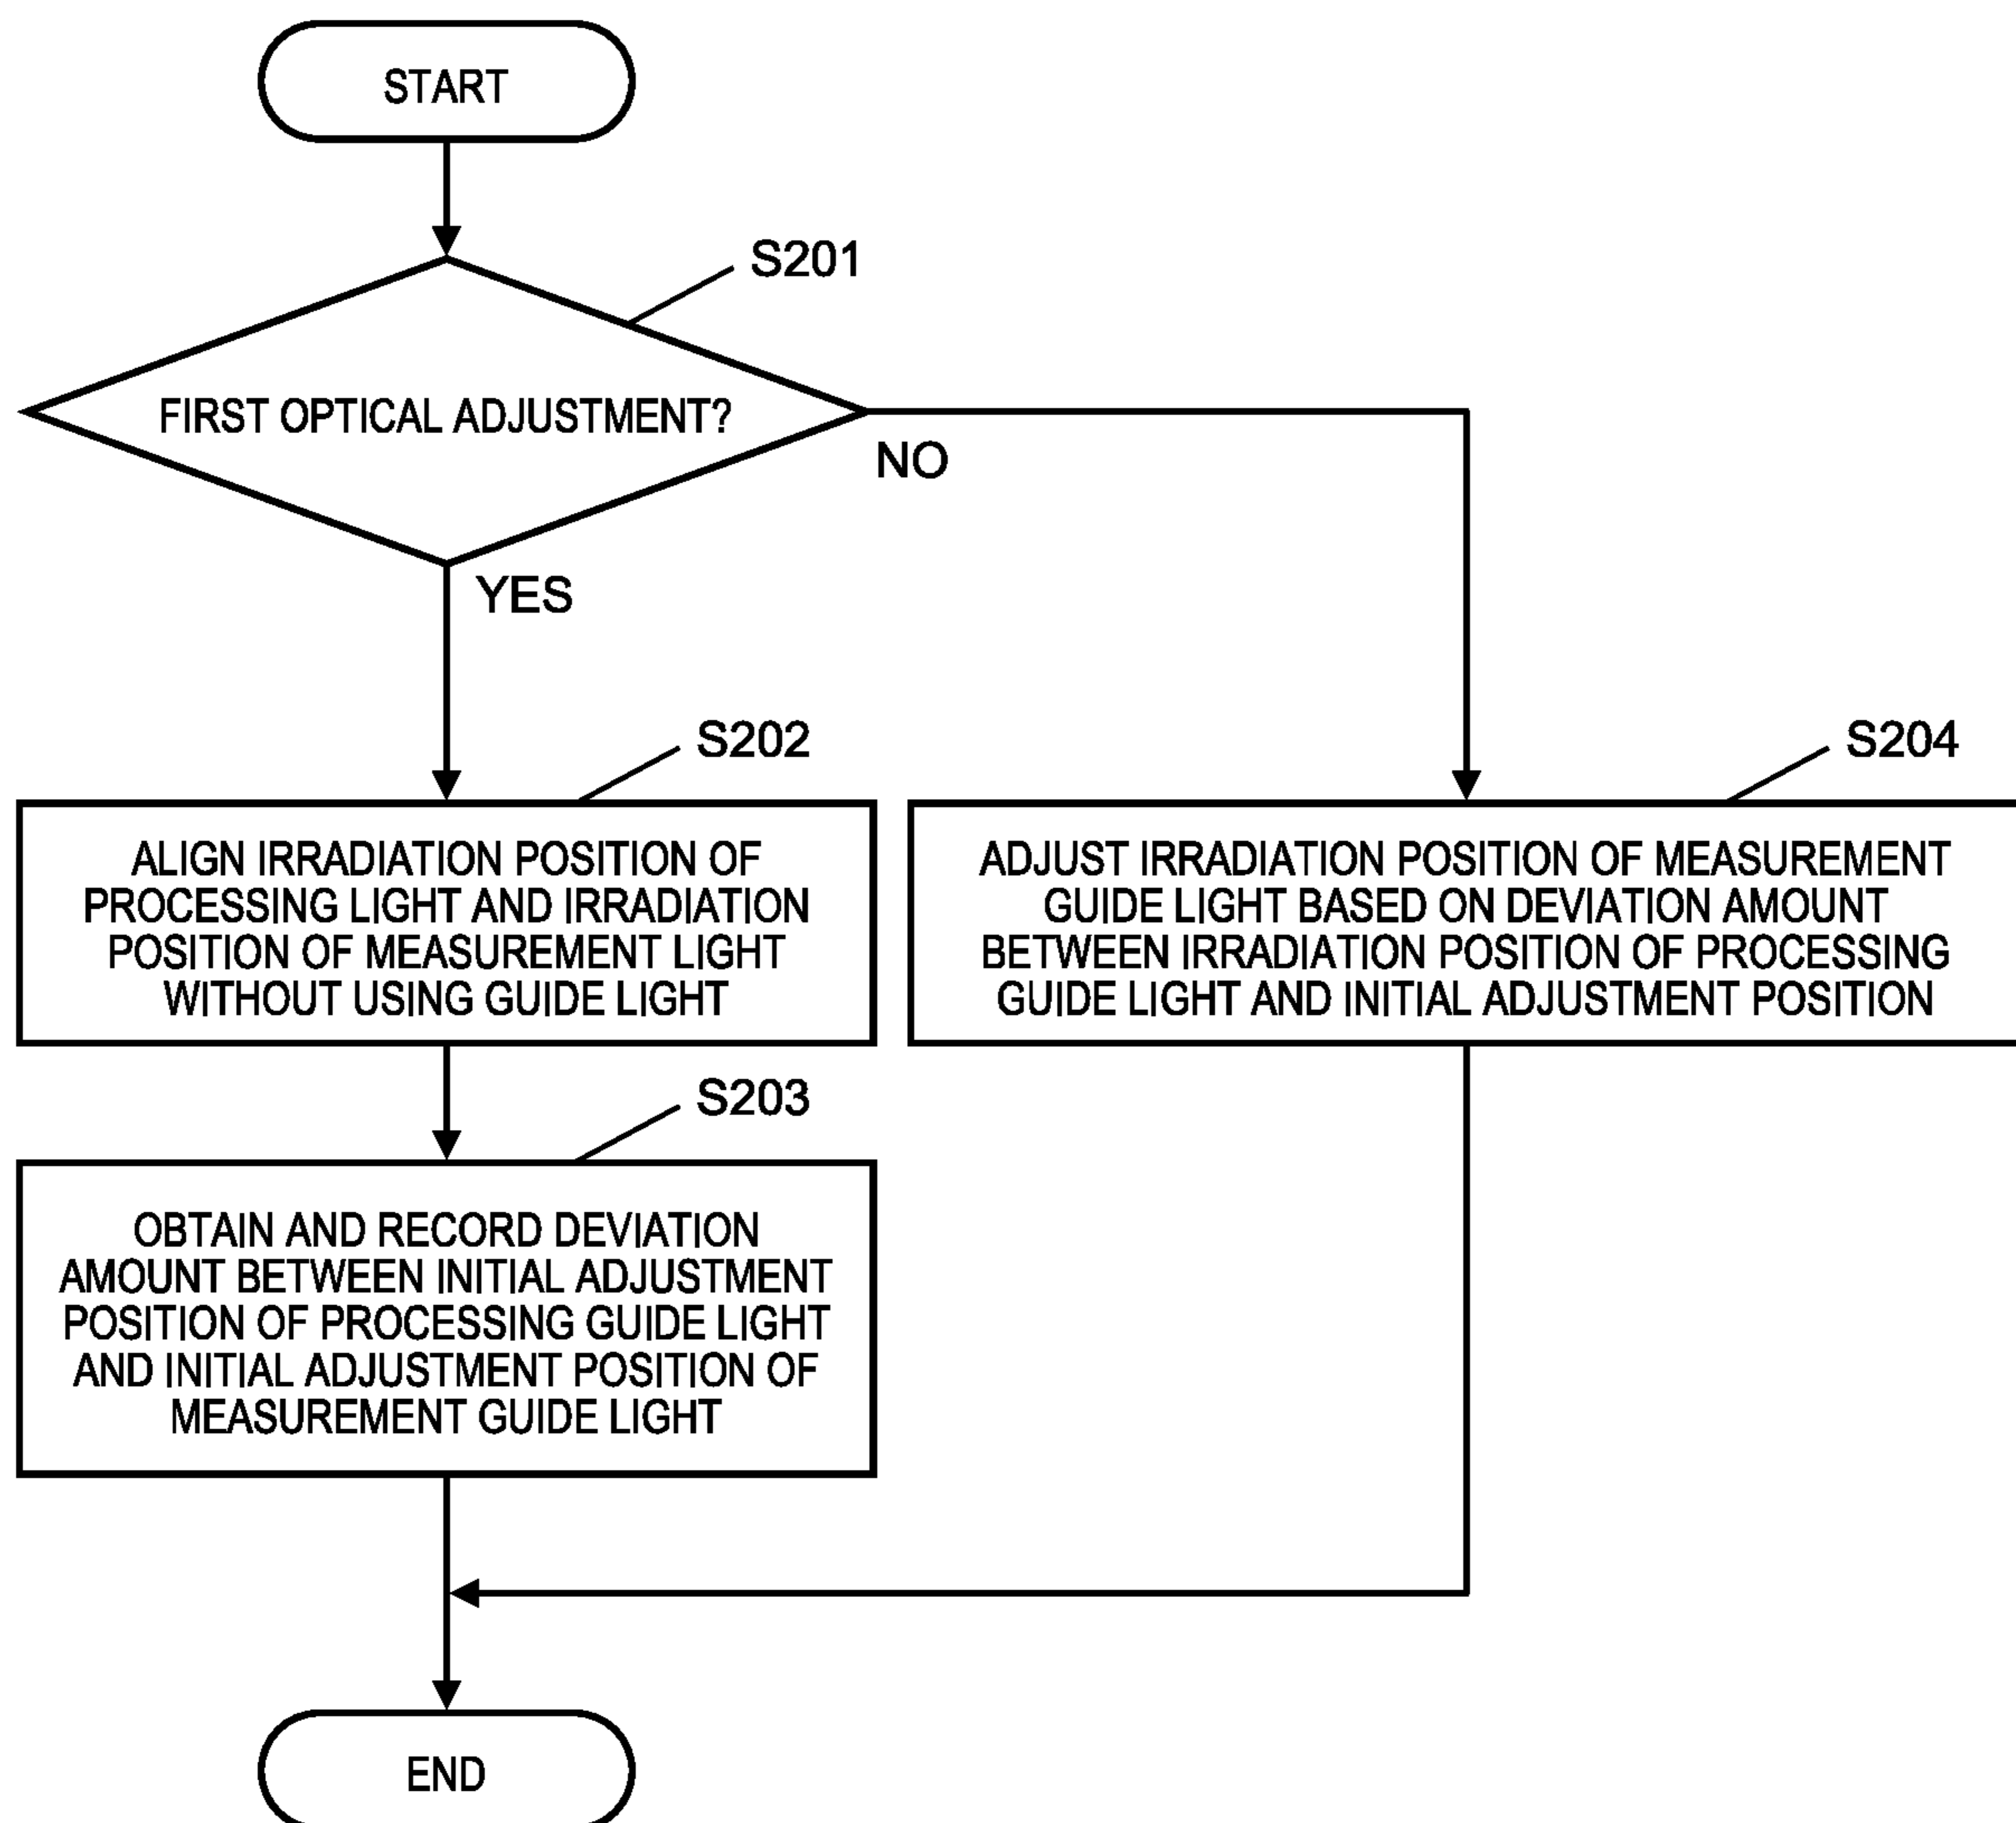 START
S201
FIRST OPTICAL ADJUSTMENT?
NO
YES
S202
ALIGN IRRADIATION POSITION OF
PROCESSING LIGHT AND IRRADIATION
POSITION OF MEASUREMENT LIGHT
WITHOUT USING GUIDE LIGHT
S204
ADJUST IRRADIATION POSITION OF MEASUREMENT
GUIDE LIGHT BASED ON DEVIATION AMOUNT
BETWEEN IRRADIATION POSITION OF PROCESSING
GUIDE LIGHT AND INITIAL ADJUSTMENT POSITION
S203
OBTAIN AND RECORD DEVIATION
AMOUNT BETWEEN INITIAL ADJUSTMENT
POSITION OF PROCESSING GUIDE LIGHT
AND INITIAL ADJUSTMENT POSITION OF
MEASUREMENT GUIDE LIGHT
END